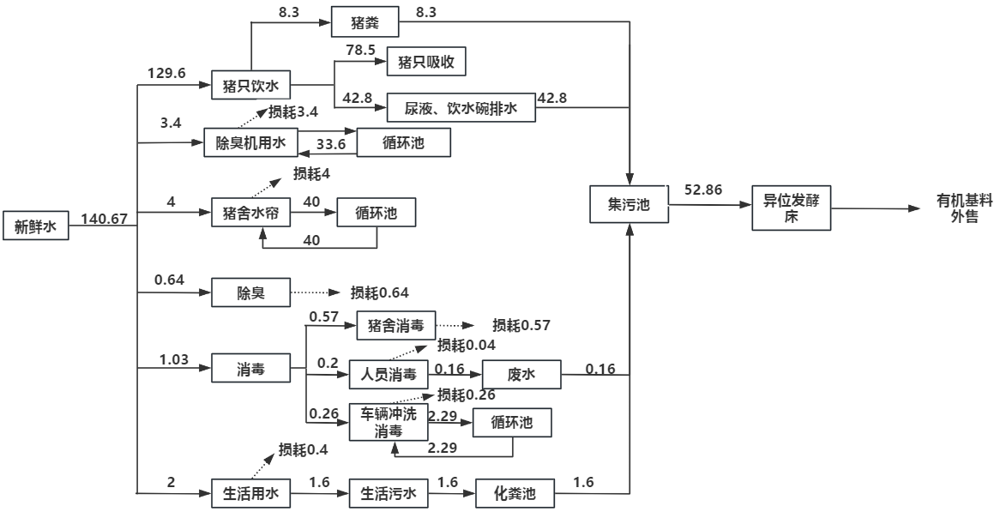 8.3
猪粪
8.3
129.6
猪只饮水
78.5
猪只吸收
42.8
尿液、饮水碗排水
42.8
3.4
损耗3.4
除臭机用水
33.6
循环池
损耗4
4
猪舍水帘
40
循环池
40
新鲜水
140.67
集污池
52.86
异位发酵
床
有机基料
外售
0.64
除臭
损耗0.64
0.57
猪舍消毒
损耗0.57
1.03
消毒
损耗0.04
0.2
人员消毒
0.16
废水
0.16
损耗0.26
0.26
车辆冲洗
消毒
2.29
循环池
2.29
损耗0.4
2
生活用水
1.6
生活污水
1.6
化粪池
1.6